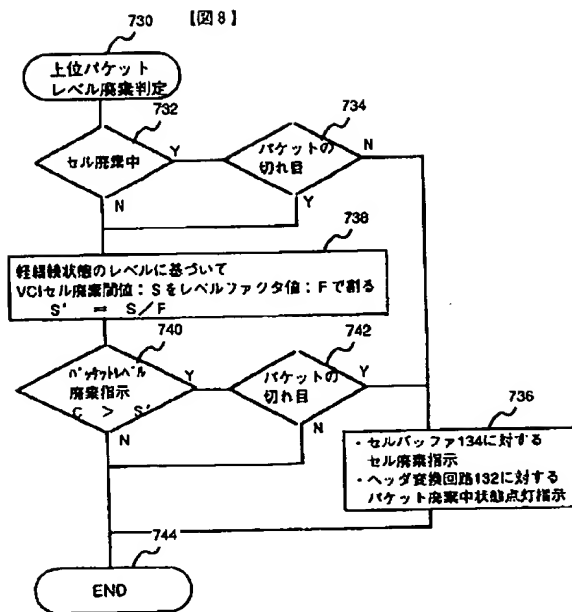 【図8】
730
上位パケット
レベル廃棄判定
732
セル廃棄中
Y
N
734
パケットの
切れ目
N
Y
738
軽輻輳状態のレベルに基づいて
VCIセル廃棄閾値：SをレベルファクタF値：Fで割る
S' = S/F
740
パケットレベル
廃棄指示
C > S'
Y
N
742
パケットの
切れ目
Y
N
736
・セルバッファ134に対する
セル廃棄指示
・ヘッダ変換回路132に対する
パケット廃棄中状態点灯指示
744
END